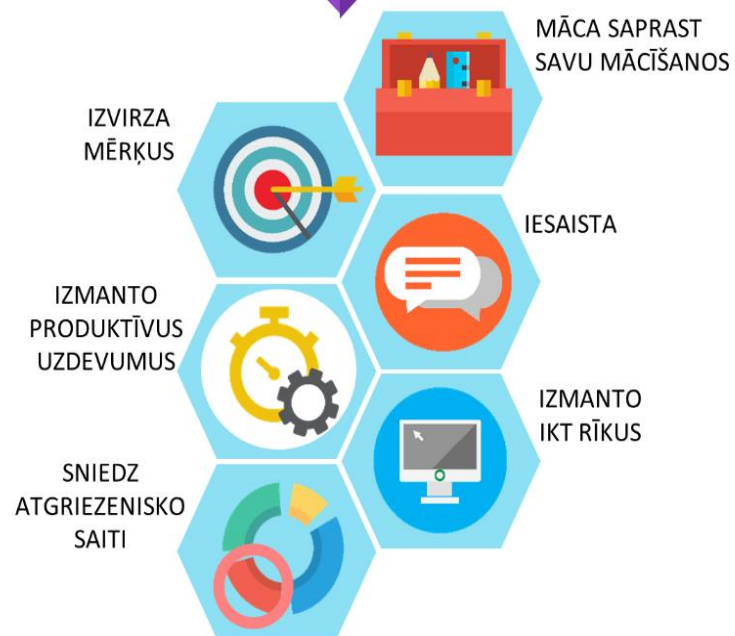 MĀCA SAPRAST
SAVU MĀCĪŠANOS
IZVIRZA
MĒRĶUS
IESAISTA
IZMANTO
PRODUKTĪVUS
UZDEVUMUS
IZMANTO
IKT RĪKUS
SNIEDZ
ATGRIEZENISKO
SAITI